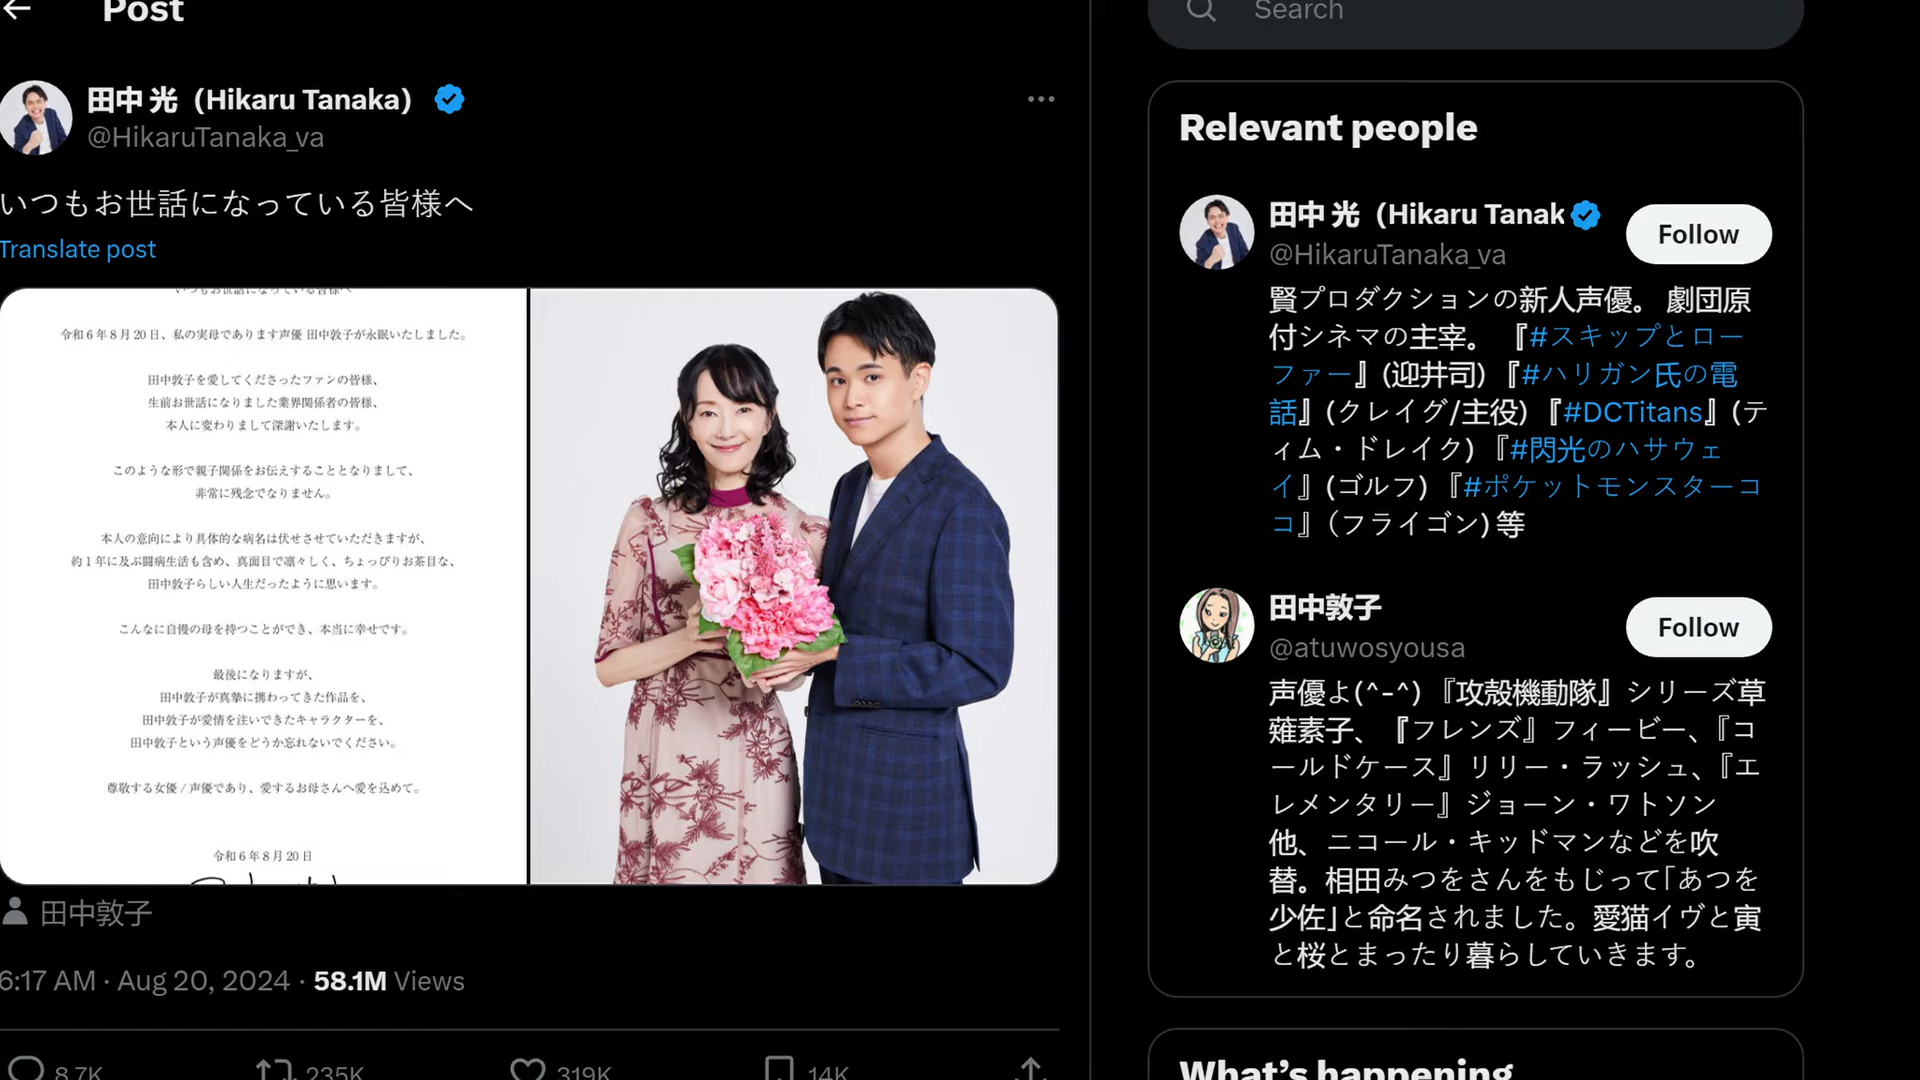 Post
田中 光（Hikaru Tanaka）
@HikaruTanaka_va
いつもお世話になっている皆様へ
Translate post
いつもお世話になっている皆様へ
令和6年8月20日、私の実母であります声優 田中敦子が永眠いたしました。
田中敦子を愛してくださったファンの皆様、
生前お世話になりました業界関係者の皆様、
本人に変わりまして深謝いたします。
このような形で親子関係をお伝えすることとなりまして、
非常に残念でなりません。
本人の意向により具体的な病名は伏せさせていただきますが、
約1年に及ぶ闘病生活も含め、真面目で凛々しく、ちょっぴりお茶目な、
田中敦子らしい人生だったように思います。
こんなに自慢の母を持つことができ、本当に幸せです。
最後になりますが、
田中敦子が真摯に携わってきた作品を、
田中敦子が愛情を注いできたキャラクターを、
田中敦子という声優をどうか忘れないでください。
尊敬する女優/声優であり、愛するお母さんへ愛を込めて。
令和6年8月20日
田中敦子
6:17 AM · Aug 20, 2024 · 58.1M Views
8.7K 235K 319K 14K
Search
Relevant people
田中 光（Hikaru Tanak
@HikaruTanaka_va
Follow
賢プロダクションの新人声優。 劇団原
付シネマの主宰。 『#スキップとロー
ファー』(迎井司) 『#ハリガン氏の電
話』(クレイグ/主役) 『#DCTitans』(テ
ィム・ドレイク) 『#閃光のハサウェ
イ』(ゴルフ) 『#ポケットモンスターコ
コ』（フライゴン) 等
田中敦子
@atuwosyousa
Follow
声優よ(^-^) 『攻殻機動隊』シリーズ草
薙素子、『フレンズ』フィービー、『コ
ールドケース』リリー・ラッシュ、『エ
レメンタリー』ジョーン・ワトソン
他、ニコール・キッドマンなどを吹
替。相田みつをさんをもじって｢あつを
少佐｣と命名されました。愛猫イヴと寅
と桜とまったり暮らしていきます。
What's happening